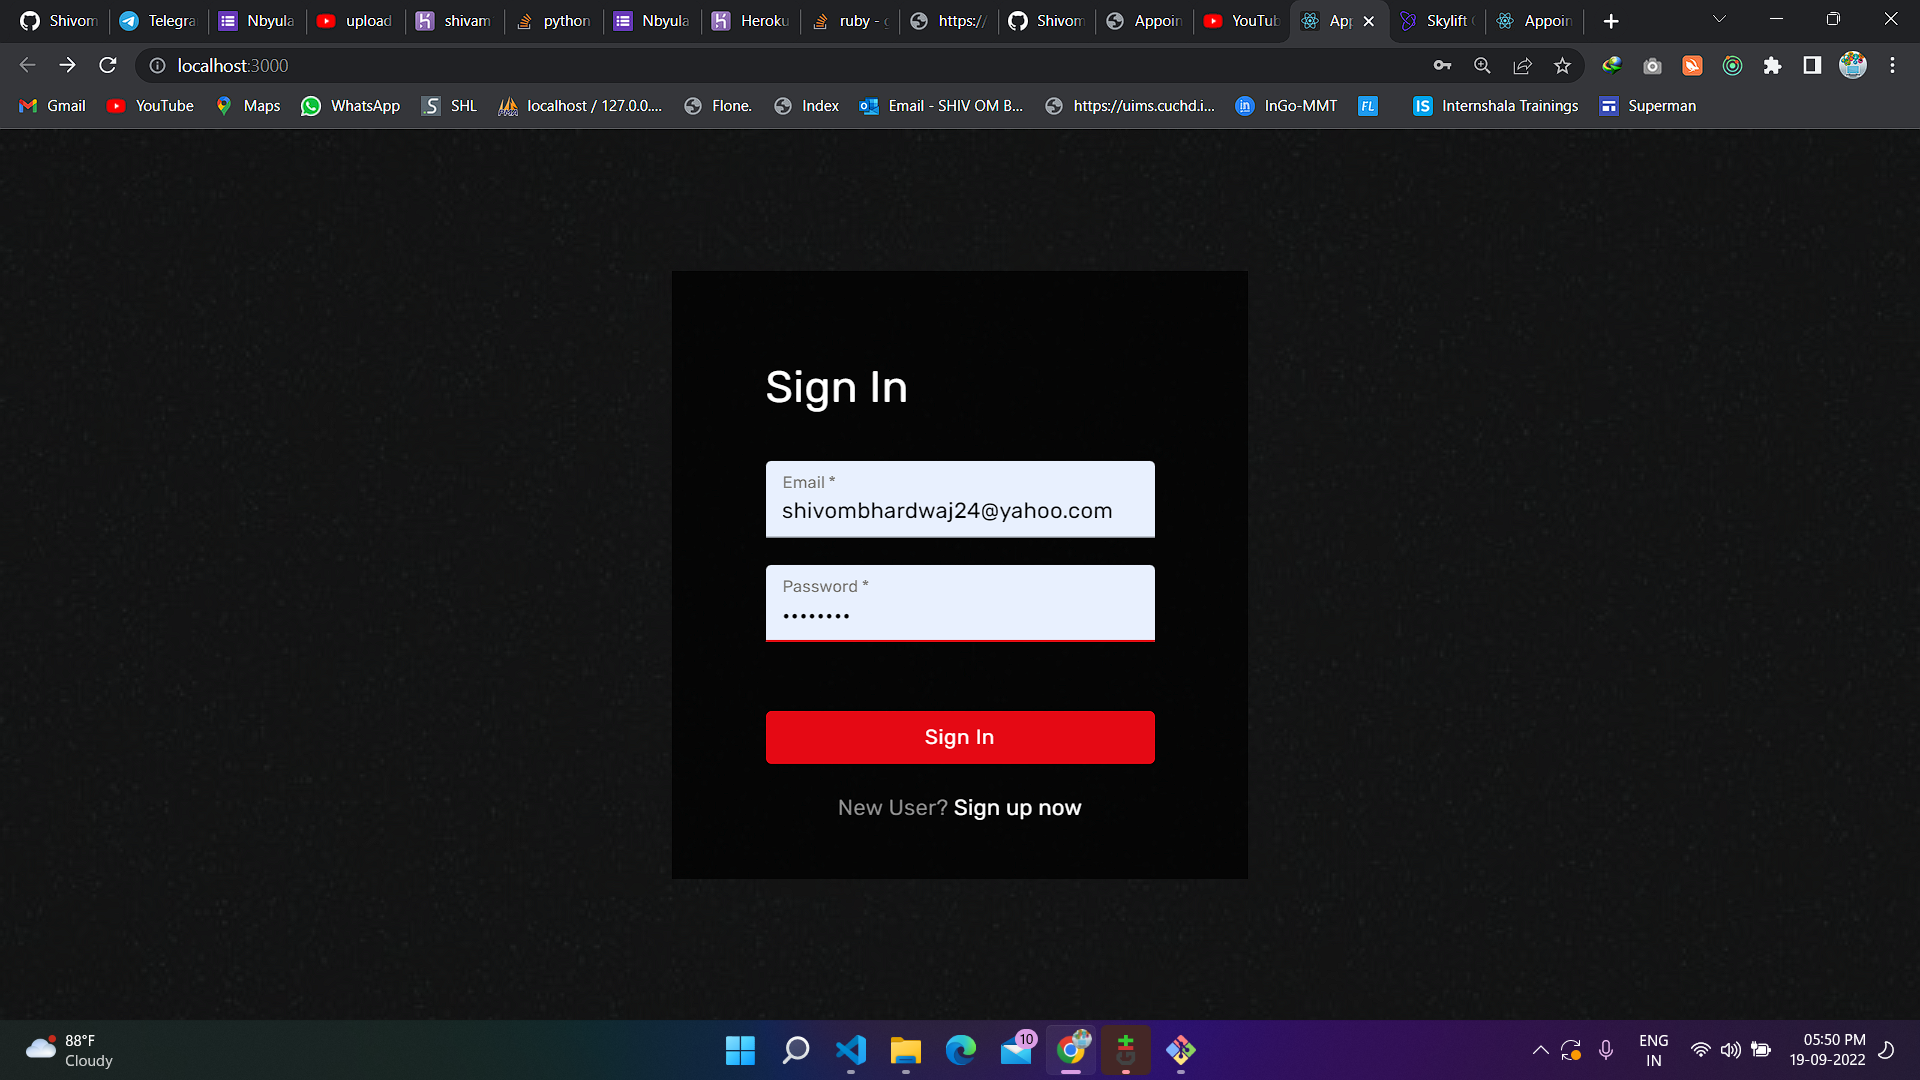 Shivom
Telegra
Nbyula
upload
shivam
python
Nbyula
Heroku
ruby - g
https://
Shivom
Appoin
YouTub
App
Skylift
Appoin
localhost:3000
Gmail
YouTube
Maps
WhatsApp
SHL
localhost / 127.0.0....
Flone.
Index
Email - SHIV OM B...
https://uims.cuchd.i...
InGo-MMT
FL
Internshala Trainings
Superman
Sign In
Email *
shivombhardwaj24@yahoo.com
Password *
Sign In
New User? Sign up now
88°F
Cloudy
10
ENG
IN
05:50 PM
19-09-2022